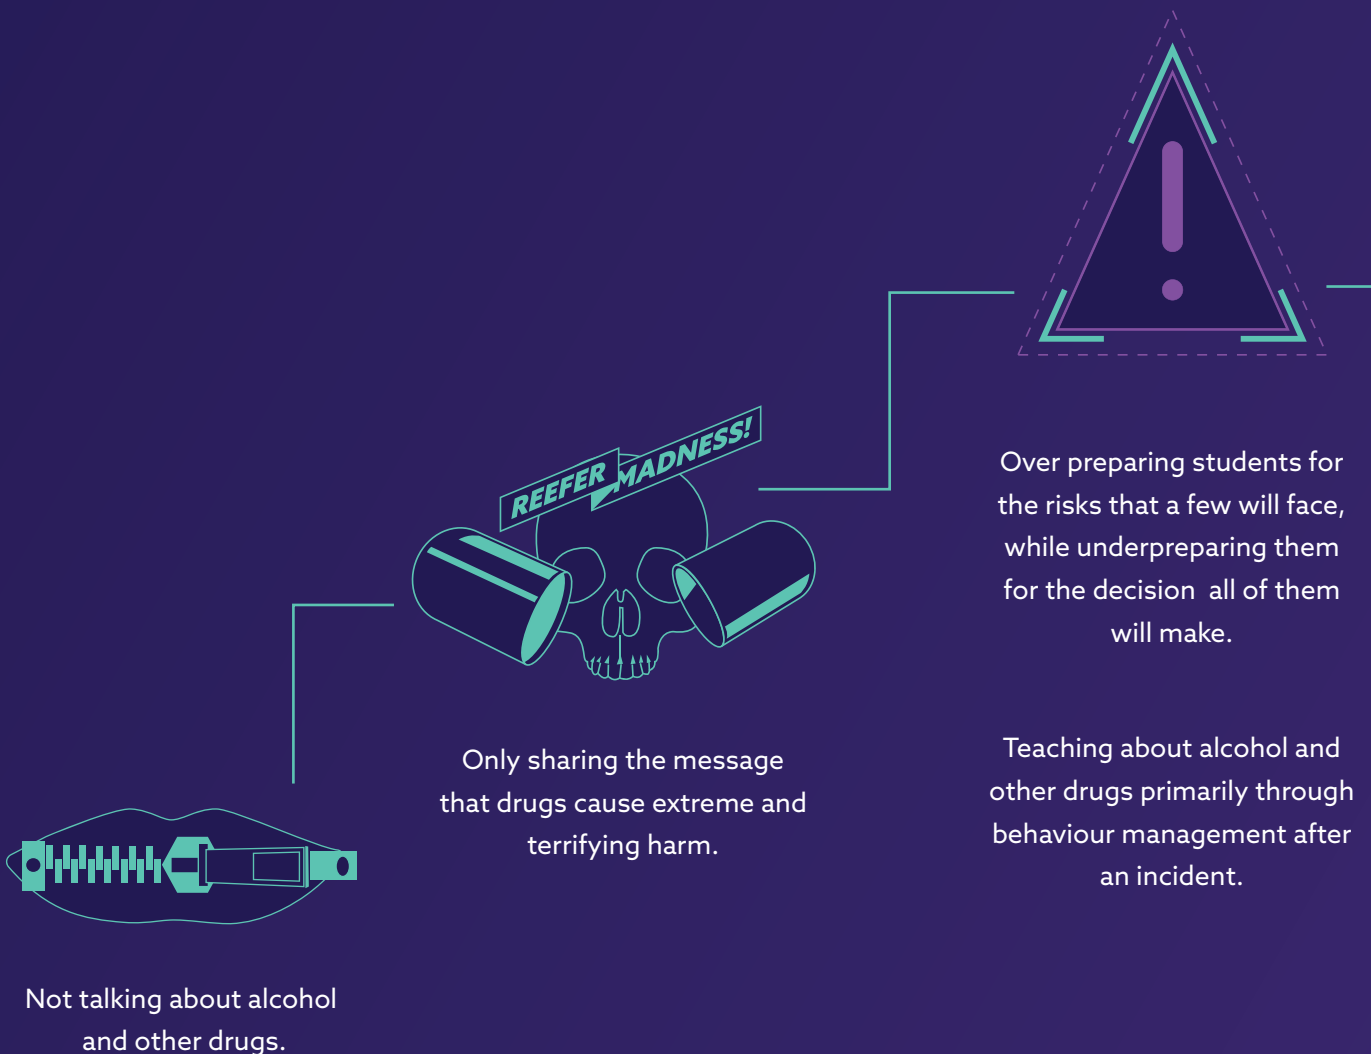 REEFER MADNESS!
Over preparing students for
the risks that a few will face,
while underpreparing them
for the decision  all of them
will make.
Teaching about alcohol and
other drugs primarily through
behaviour management after
an incident.
Only sharing the message
that drugs cause extreme and
terrifying harm.
Not talking about alcohol
and other drugs.